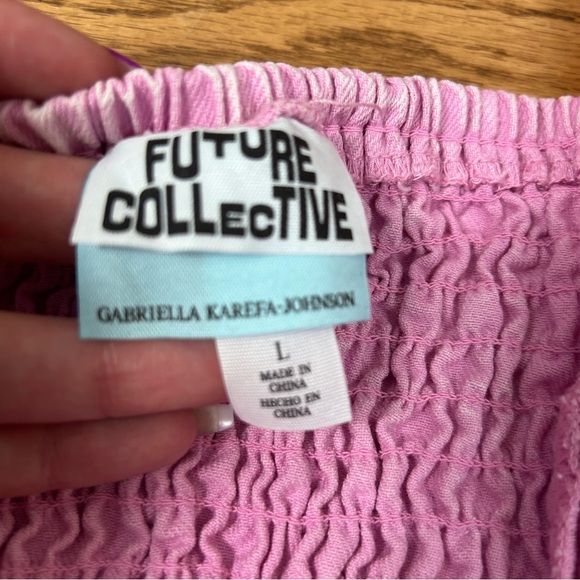 FUTURE
COLLECTIVE
GABRIELLA KAREFA-JOHNSON
L
MADE IN
CHINA
HECHO EN
CHINA